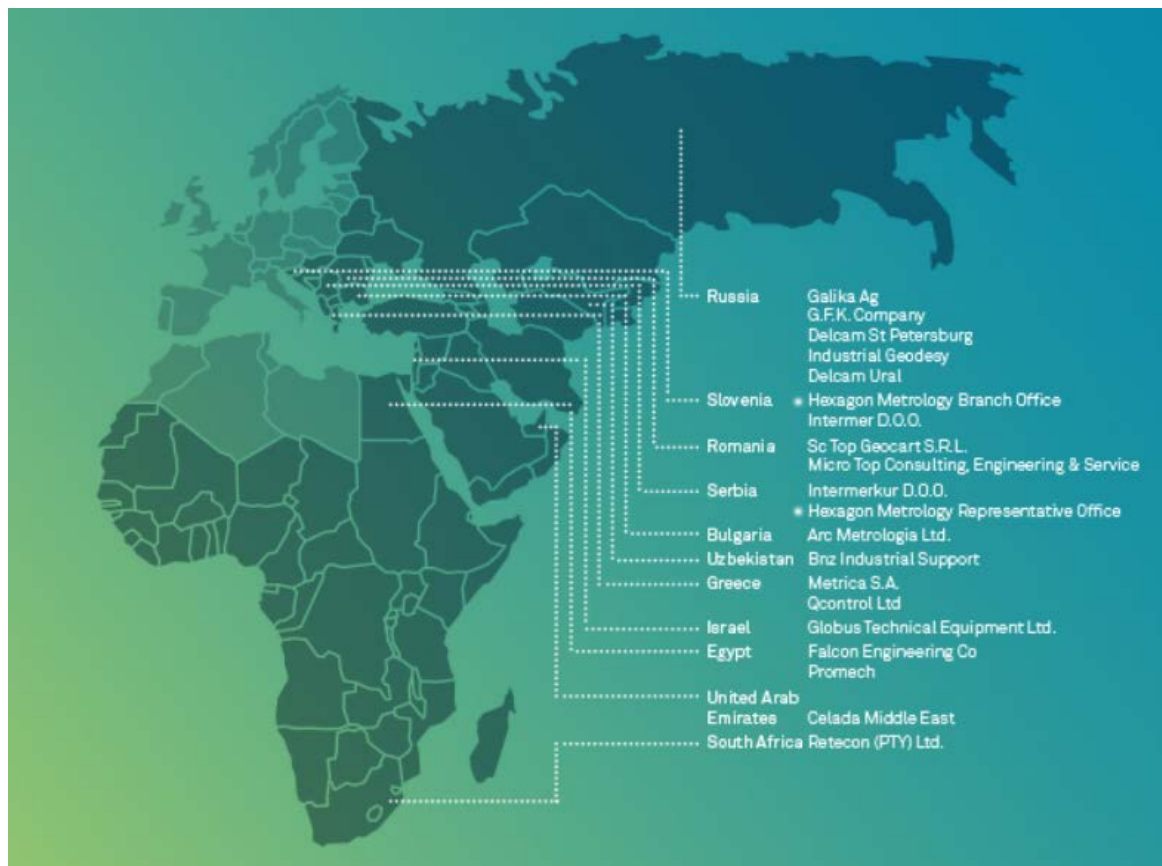 Russia Galika Ag
G.F.K. Company
Delcam St Petersburg
Industrial Geodesy
Delcam Ural
Slovenia Hexagon Metrology Branch Office
Intermer D.O.O.
Romania Sc Top Geocart S.R.L.
Micro Top Consulting, Engineering & Service
Serbia Intermerkur D.O.O.
Hexagon Metrology Representative Office
Bulgaria Arc Metrologia Ltd.
Uzbekistan Bnz Industrial Support
Greece Metrica S.A.
Qcontrol Ltd
Israel Globus Technical Equipment Ltd.
Egypt Falcon Engineering Co
Promech
United Arab
Emirates Celada Middle East
South Africa Retecon (PTY) Ltd.